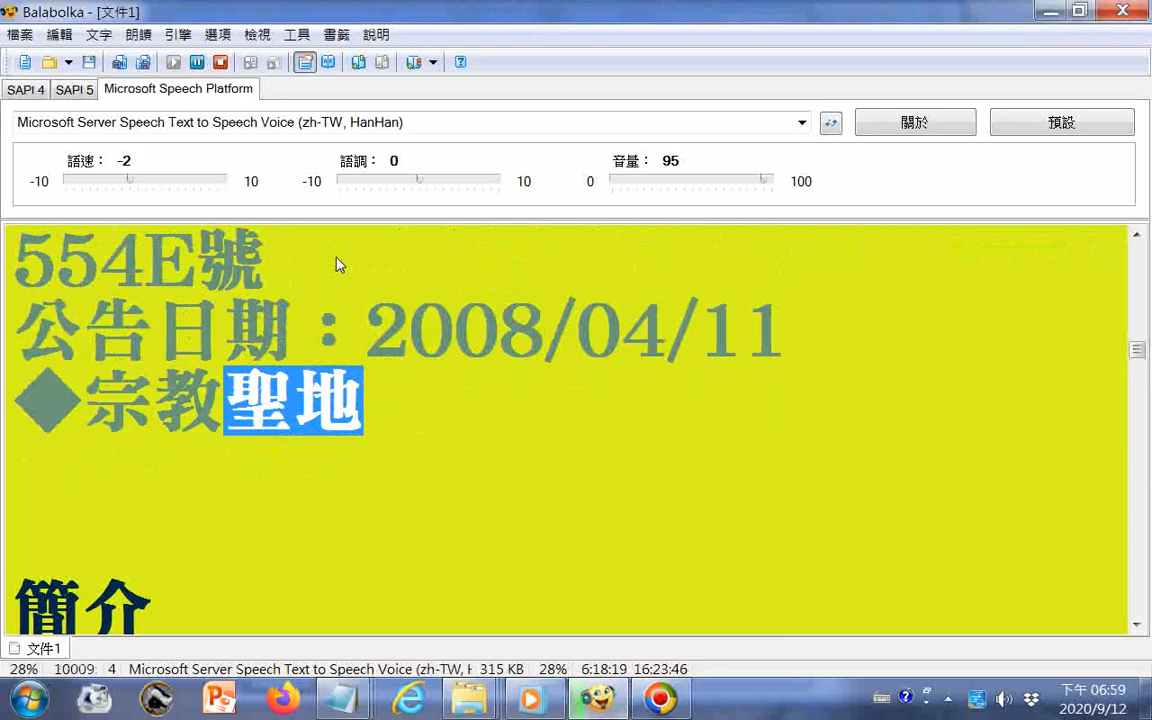 Balabolka - [文件1]
檔案 編輯 文字 朗讀 引擎 選項 檢視 工具 書籤 說明
SAPI 4 SAPI 5 Microsoft Speech Platform
Microsoft Server Speech Text to Speech Voice (zh-TW, HanHan) 關於 預設
語速： -2 語調： 0 音量： 95
-10 10 -10 10 0 100
554E號
公告日期：2008/04/11
◆宗教聖地
簡介
文件1
28% 10009 4 Microsoft Server Speech Text to Speech Voice (zh-TW, H 315 KB 28% 6:18:19 16:23:46
下午 06:59
2020/9/12